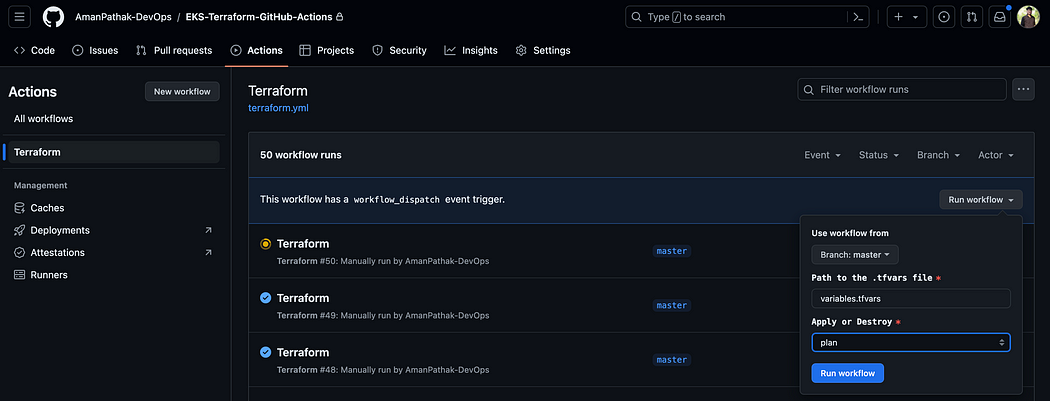 AmanPathak-DevOps / EKS-Terraform-GitHub-Actions
Type / to search
Code
Issues
Pull requests
Actions
Projects
Security
Insights
Settings
Actions
New workflow
All workflows
Terraform
Management
Caches
Deployments
Attestations
Runners
Terraform
terraform.yml
Filter workflow runs
50 workflow runs
Event
Status
Branch
Actor
This workflow has a workflow_dispatch event trigger.
Run workflow
Terraform
Terraform #50: Manually run by AmanPathak-DevOps
master
Terraform
Terraform #49: Manually run by AmanPathak-DevOps
master
Terraform
Terraform #48: Manually run by AmanPathak-DevOps
master
Use workflow from
Branch: master
Path to the .tfvars file *
variables.tfvars
Apply or Destroy *
plan
Run workflow